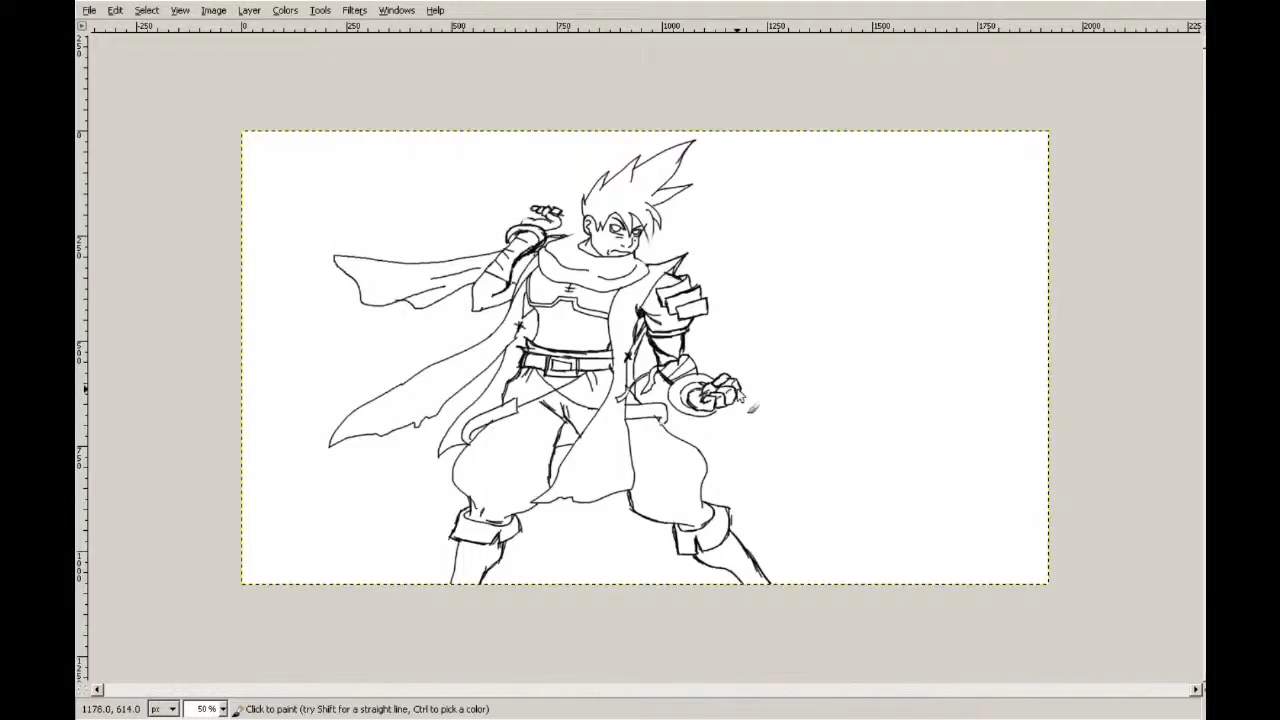 File Edit Select View Image Layer Colors Tools Filters Windows Help
-250 0 250 500 750 1000 1250 1500 1750 2000 225
1178.0, 614.0 px 50 % Click to paint (try Shift for a straight line, Ctrl to pick a color)